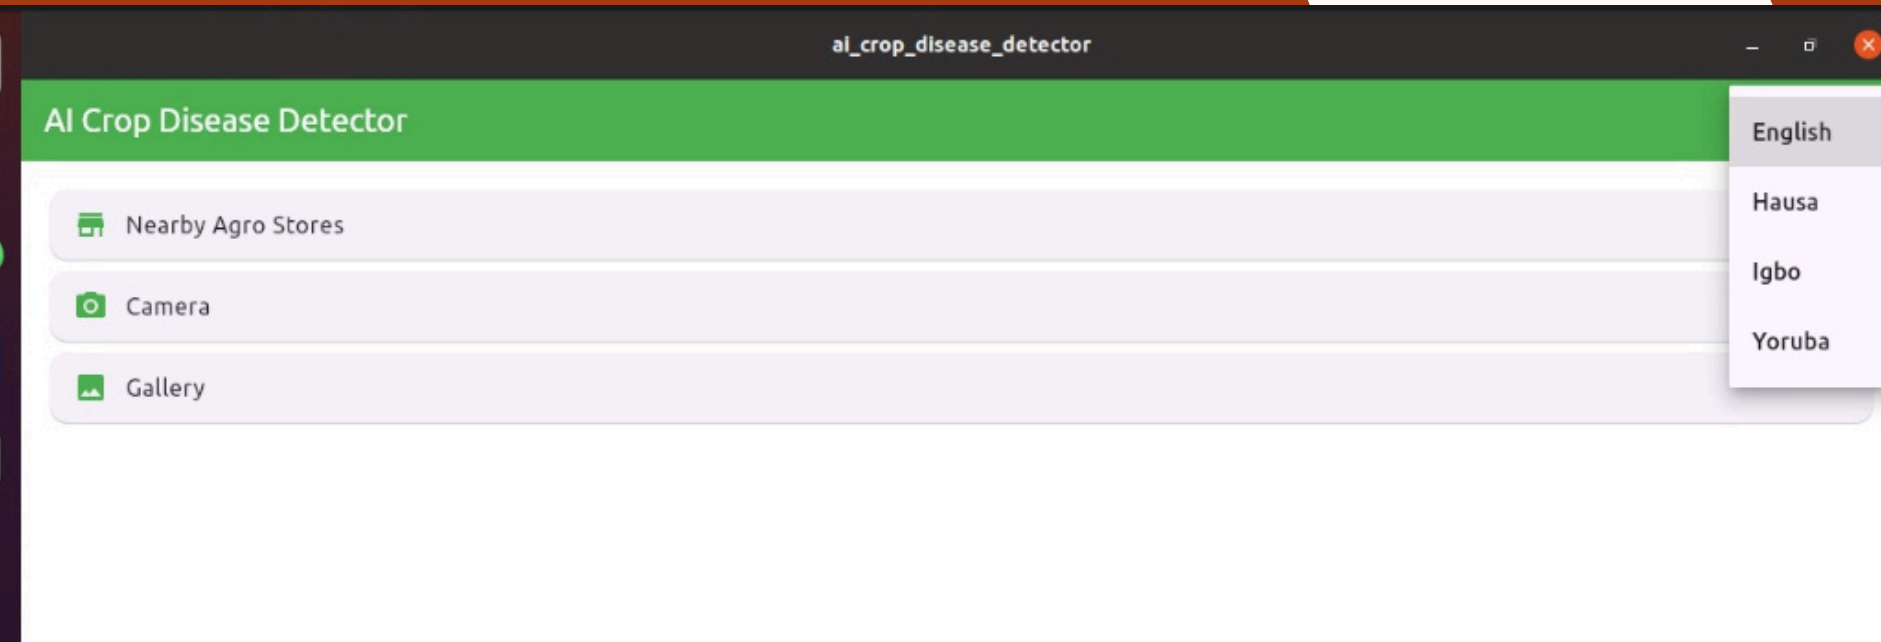 ai_crop_disease_detector
AI Crop Disease Detector
English
Nearby Agro Stores
Hausa
Igbo
Camera
Yoruba
Gallery